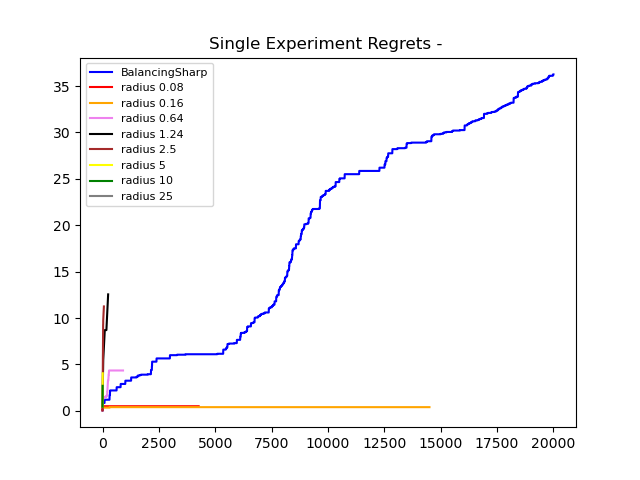 Single Experiment Regrets -
BalancingSharp
radius 0.08
radius 0.16
radius 0.64
radius 1.24
radius 2.5
radius 5
radius 10
radius 25
35
30
25
20
15
10
5
0
0 2500 5000 7500 10000 12500 15000 17500 20000